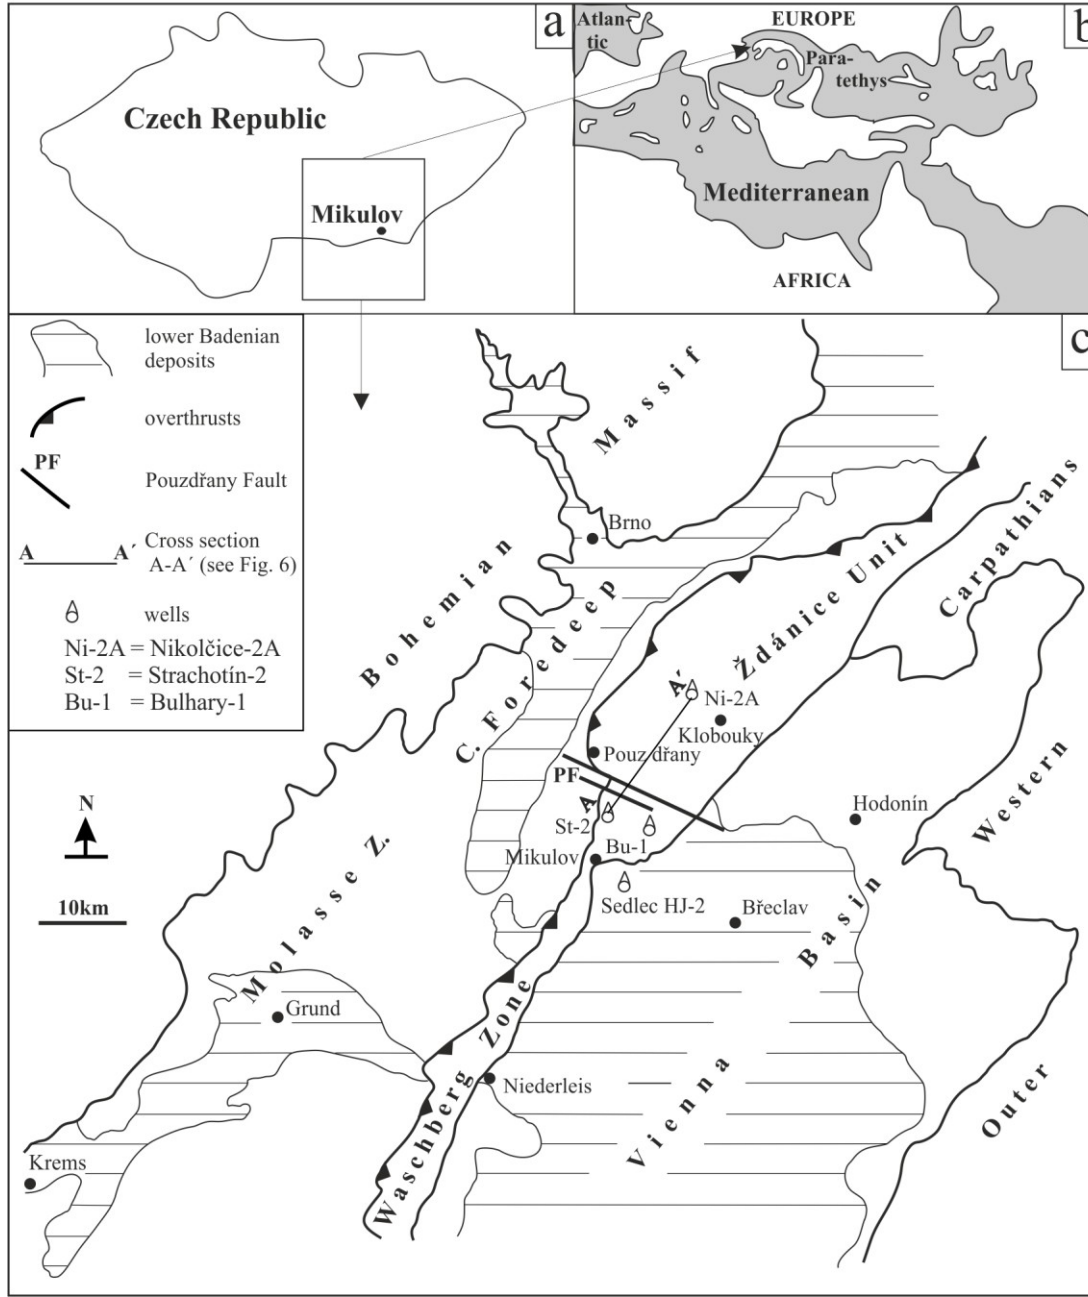 a
Czech Republic
Mikulov
b
EUROPE
Atlan-
tic
Para-
tethys
Mediterranean
AFRICA
lower Badenian
deposits
overthrusts
PF
Pouzdřany Fault
A A´ Cross section
A-A´ (see Fig. 6)
wells
Ni-2A = Nikolčice-2A
St-2 = Strachotín-2
Bu-1 = Bulhary-1
N
10km
c
Bohemian
Massif
Brno
C. Foredeep
Ždánice Unit
Carpathians
A´
Ni-2A
Klobouky
Pouzdřany
PF
A
St-2
Bu-1
Mikulov
Hodonín
Western
Sedlec HJ-2
Břeclav
Basin
Molasse Z.
Grund
Waschberg Zone
Niederleis
Vienna
Outer
Krems